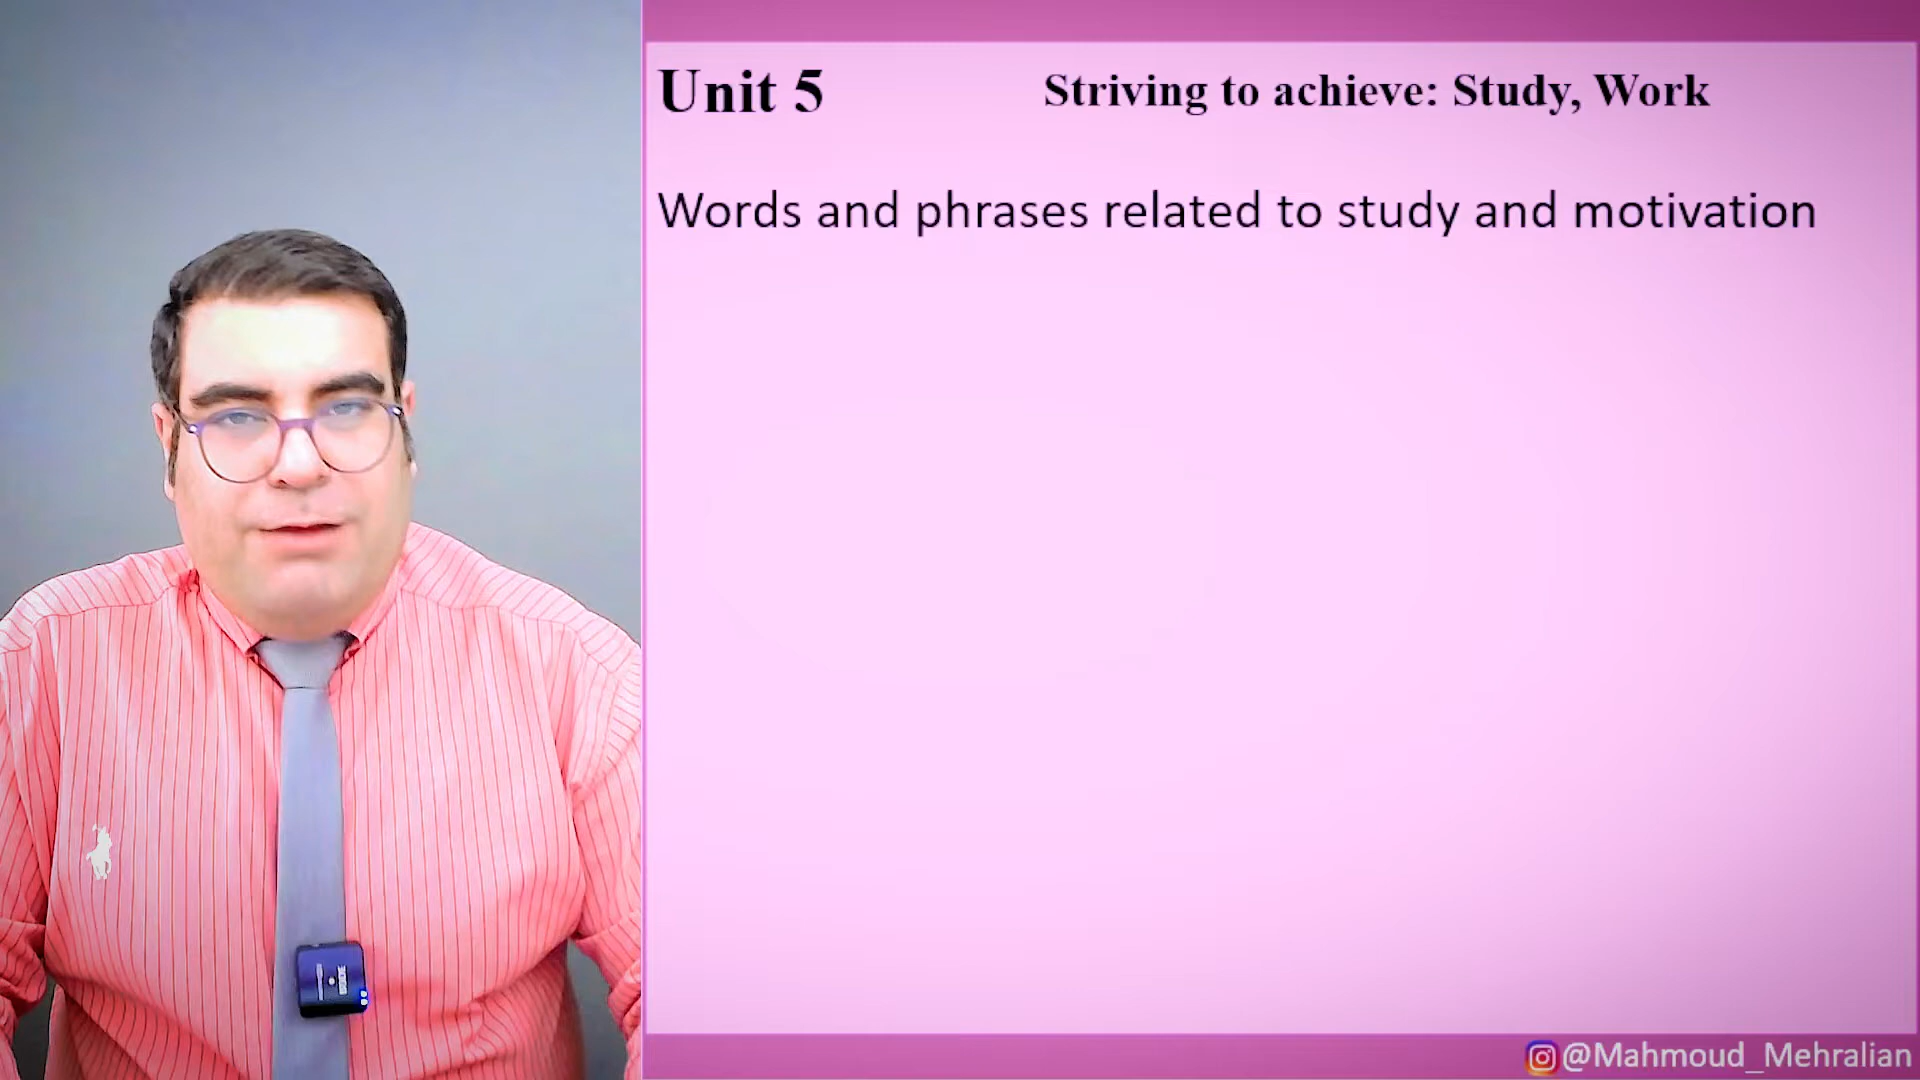 Unit 5
Striving to achieve: Study, Work
Words and phrases related to study and motivation
@Mahmoud_Mehralian